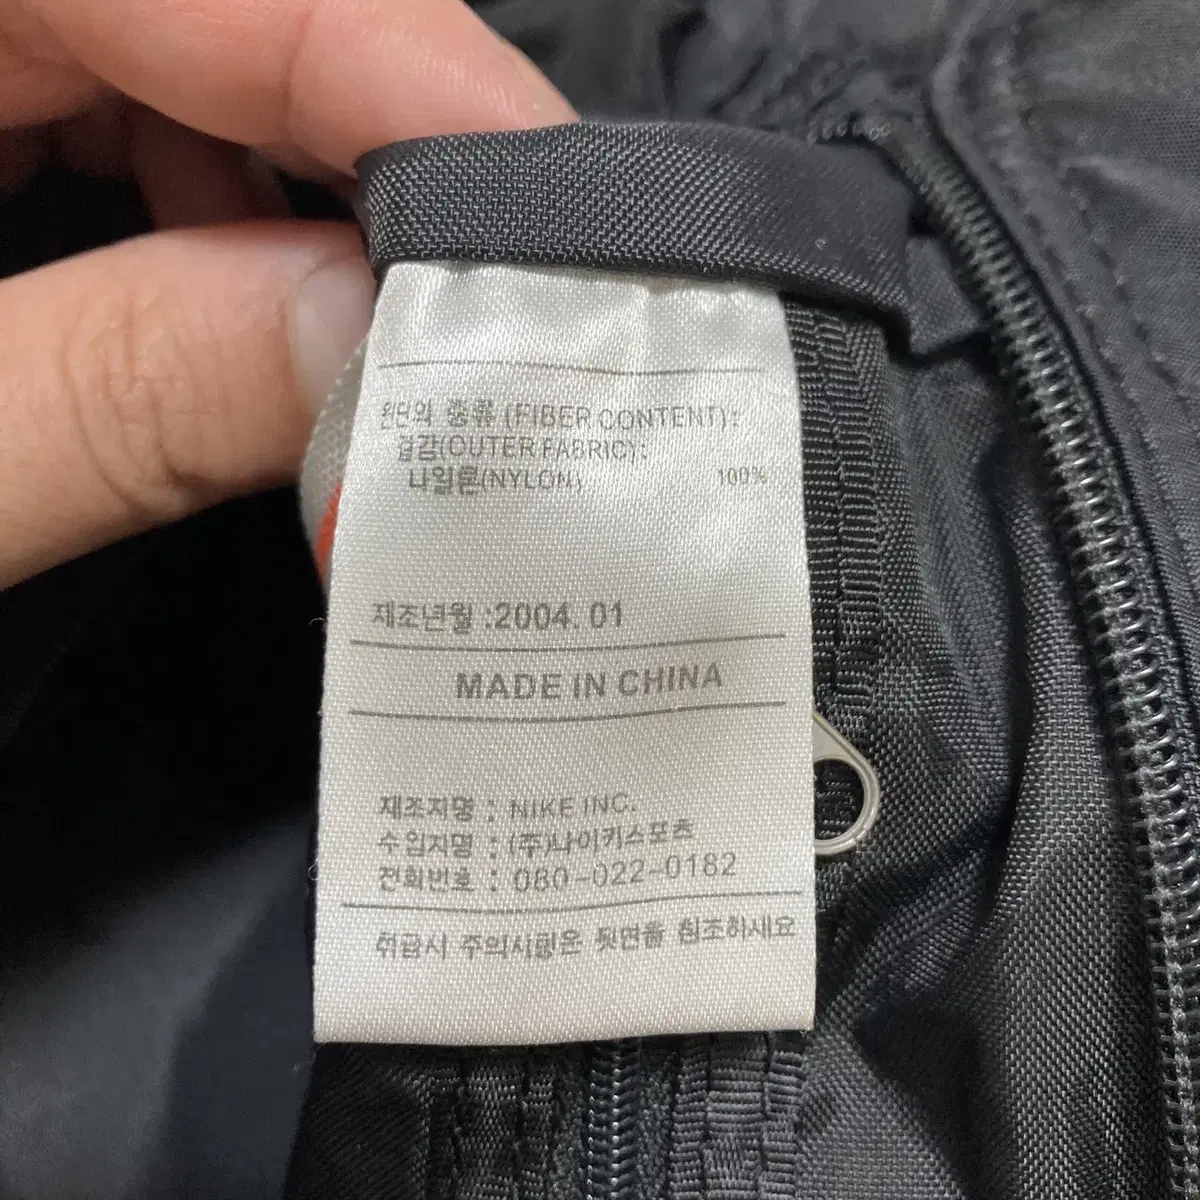 원단의 종류 (FIBER CONTENT):
겉감(OUTER FABRIC):
나일론(NYLON) 100%
제조년월 :2004. 01
MADE IN CHINA
제조자명 : NIKE INC.
수입자명 : (주)나이키스포츠
전화번호 : 080-022-0182
취급시 주의사항은 뒷면을 참조하세요